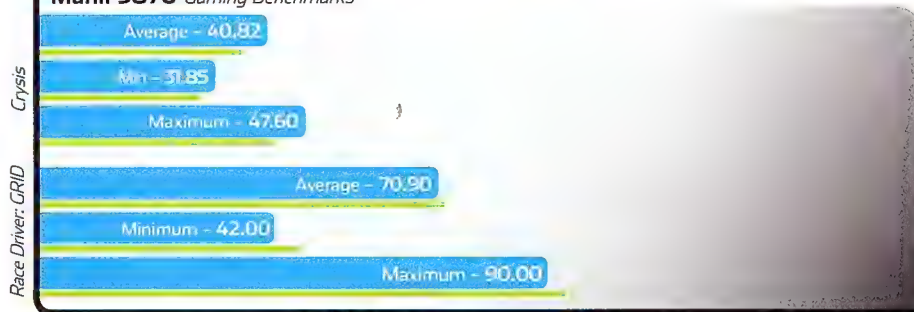 Gaming Benchmarks
Crysis
Average - 40.82
Min - 31.85
Maximum - 47.60
Race Driver: GRID
Average - 70.90
Minimum - 42.00
Maximum - 90.00